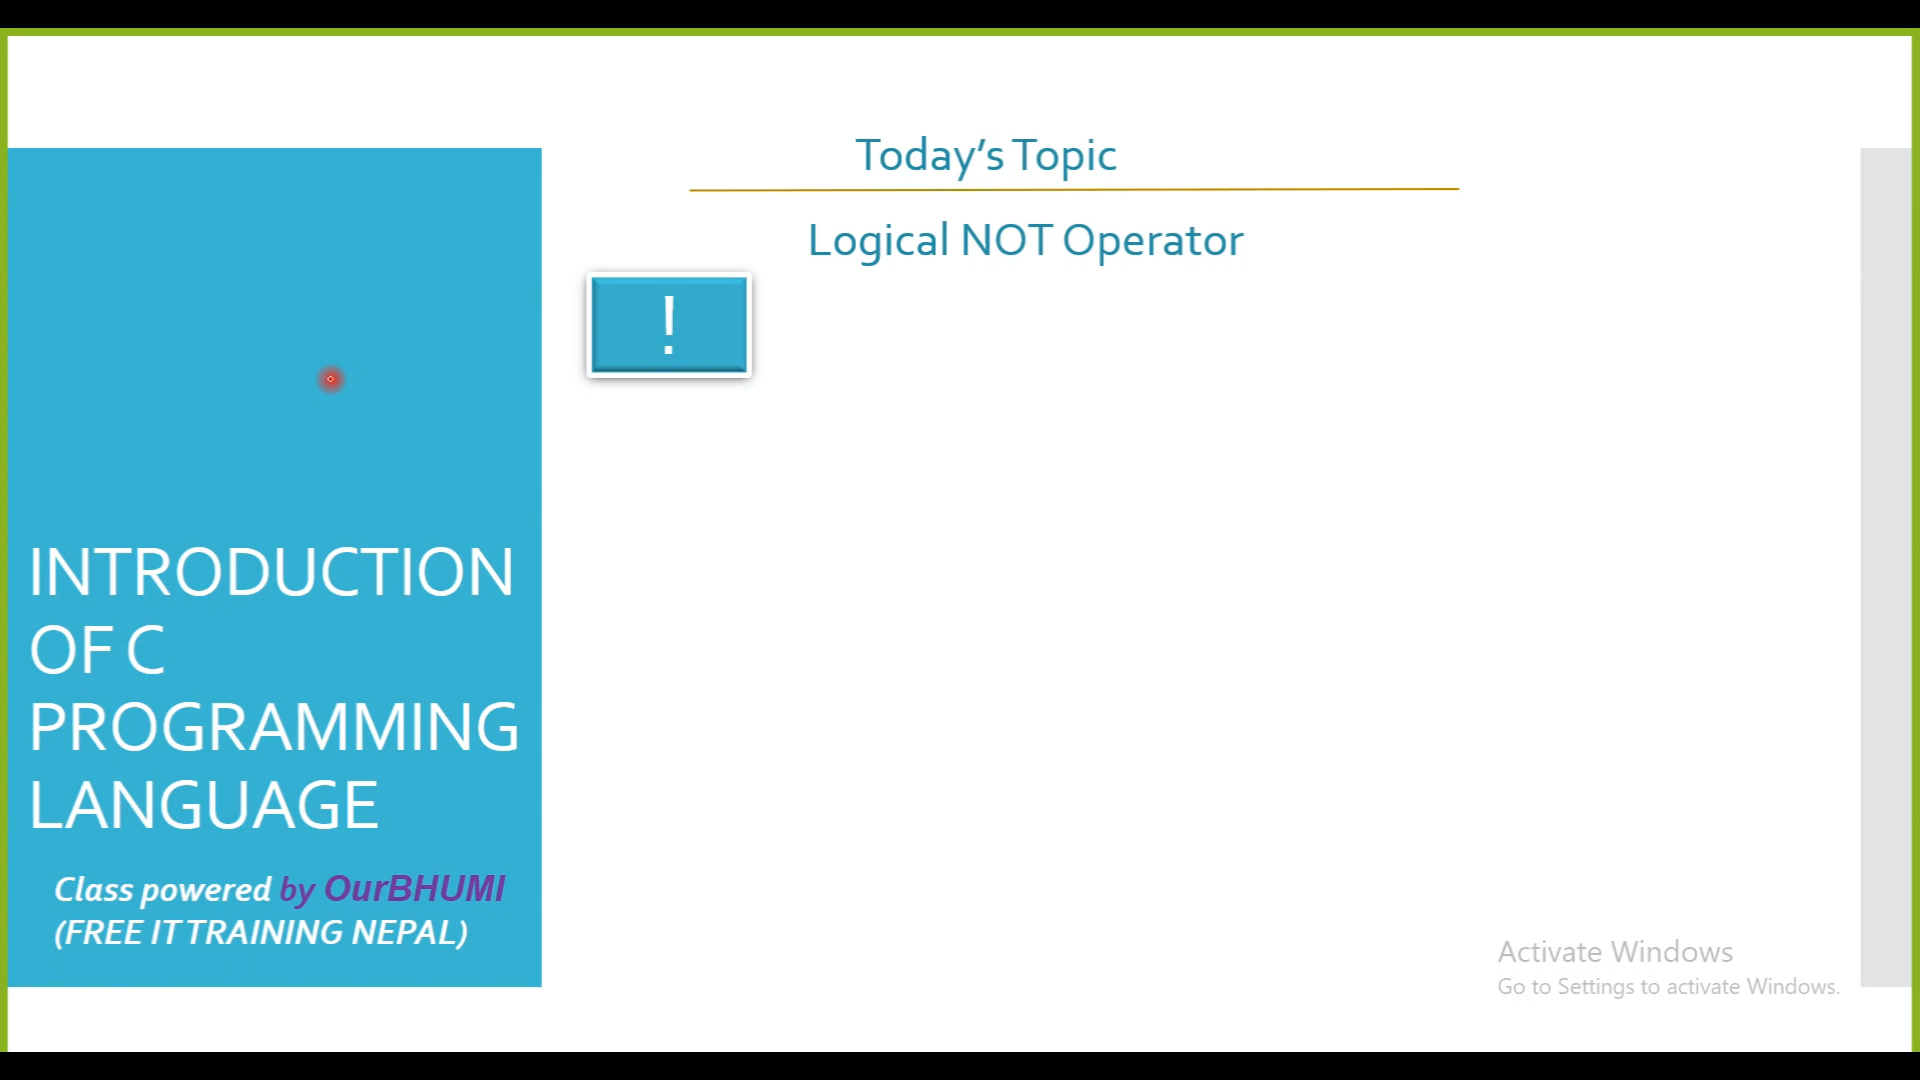 Today's Topic
Logical NOT Operator
!
INTRODUCTION
OF C
PROGRAMMING
LANGUAGE
Class powered by OurBHUMI
(FREE IT TRAINING NEPAL)
Activate Windows
Go to Settings to activate Windows.